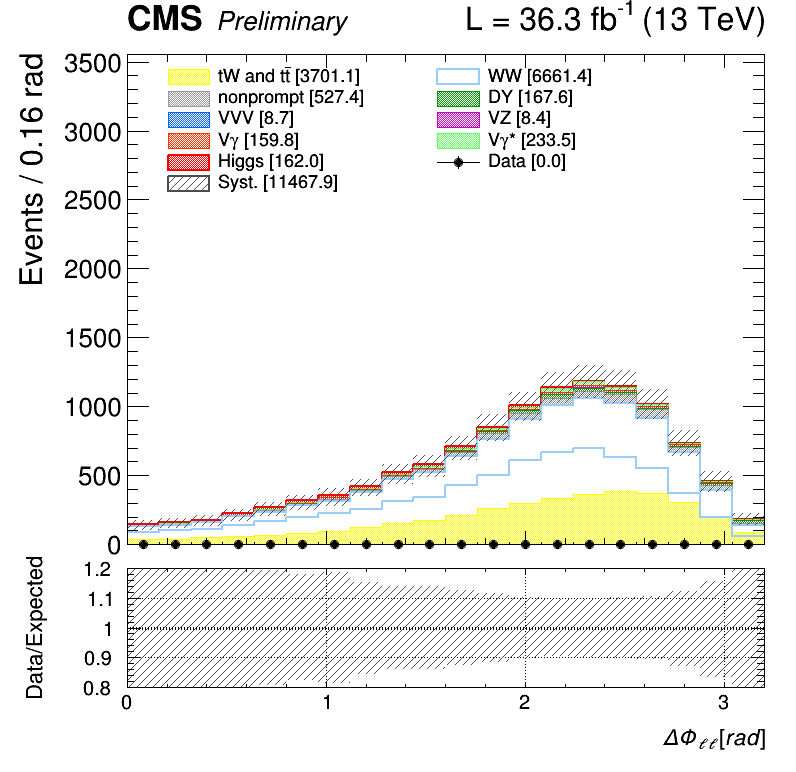 CMS Preliminary L = 36.3 fb⁻¹ (13 TeV)
Events / 0.16 rad
3500
3000
2500
2000
1500
1000
500
0
tW and tt̄ [3701.1]
nonprompt [527.4]
VVV [8.7]
Vγ [159.8]
Higgs [162.0]
Syst. [11467.9]
WW [6661.4]
DY [167.6]
VZ [8.4]
Vγ* [233.5]
Data [0.0]
Data/Expected
1.2
1.1
1
0.9
0.8
0 1 2 3
ΔΦℓℓ[rad]